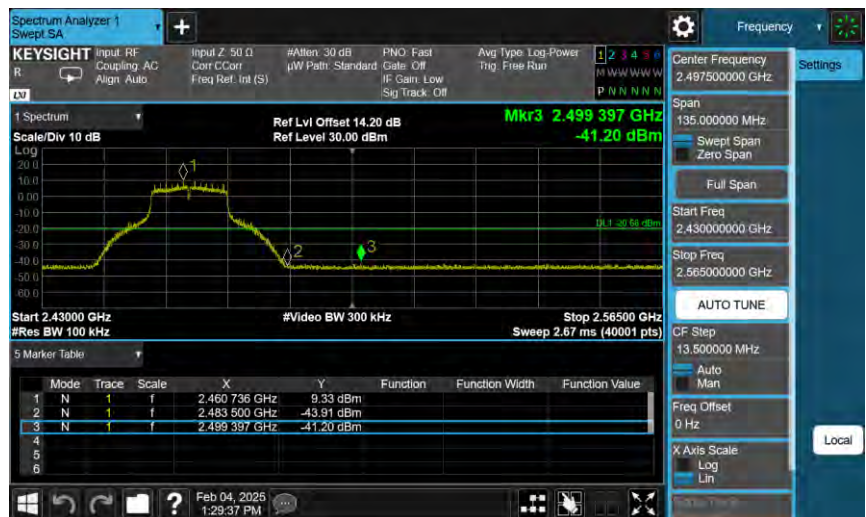 Spectrum Analyzer 1
Swept SA
+
Frequency
KEYSIGHT
R
LXI
Input: RF
Coupling: AC
Align: Auto
Input Z: 50 Ω
Corr CCorr
Freq Ref: Int (S)
#Atten: 30 dB
µW Path: Standard
PNO: Fast
Gate: Off
IF Gain: Low
Sig Track: Off
Avg Type: Log-Power
Trig: Free Run
1 2 3 4 5 6
M W W W W W
P N N N N N
1 Spectrum
Scale/Div 10 dB
Ref Lvl Offset 14.20 dB
Ref Level 30.00 dBm
Mkr3 2.499 397 GHz
-41.20 dBm
Log
20.0
10.0
0.00
-10.0
-20.0
-30.0
-40.0
-50.0
-60.0
1
2
3
Start 2.43000 GHz
#Res BW 100 kHz
#Video BW 300 kHz
Stop 2.56500 GHz
Sweep 2.67 ms (40001 pts)
5 Marker Table
Mode Trace Scale X Y Function Function Width Function Value
1 N 1 f 2.460 736 GHz 9.33 dBm
2 N 1 f 2.483 500 GHz -43.91 dBm
3 N 1 f 2.499 397 GHz -41.20 dBm
4
5
6
?
Feb 04, 2025
1:29:37 PM
Center Frequency
2.497500000 GHz
Settings
Span
135.000000 MHz
Swept Span
Zero Span
Full Span
Start Freq
2.430000000 GHz
Stop Freq
2.565000000 GHz
AUTO TUNE
CF Step
13.500000 MHz
Auto
Man
Freq Offset
0 Hz
X Axis Scale
Log
Lin
Local